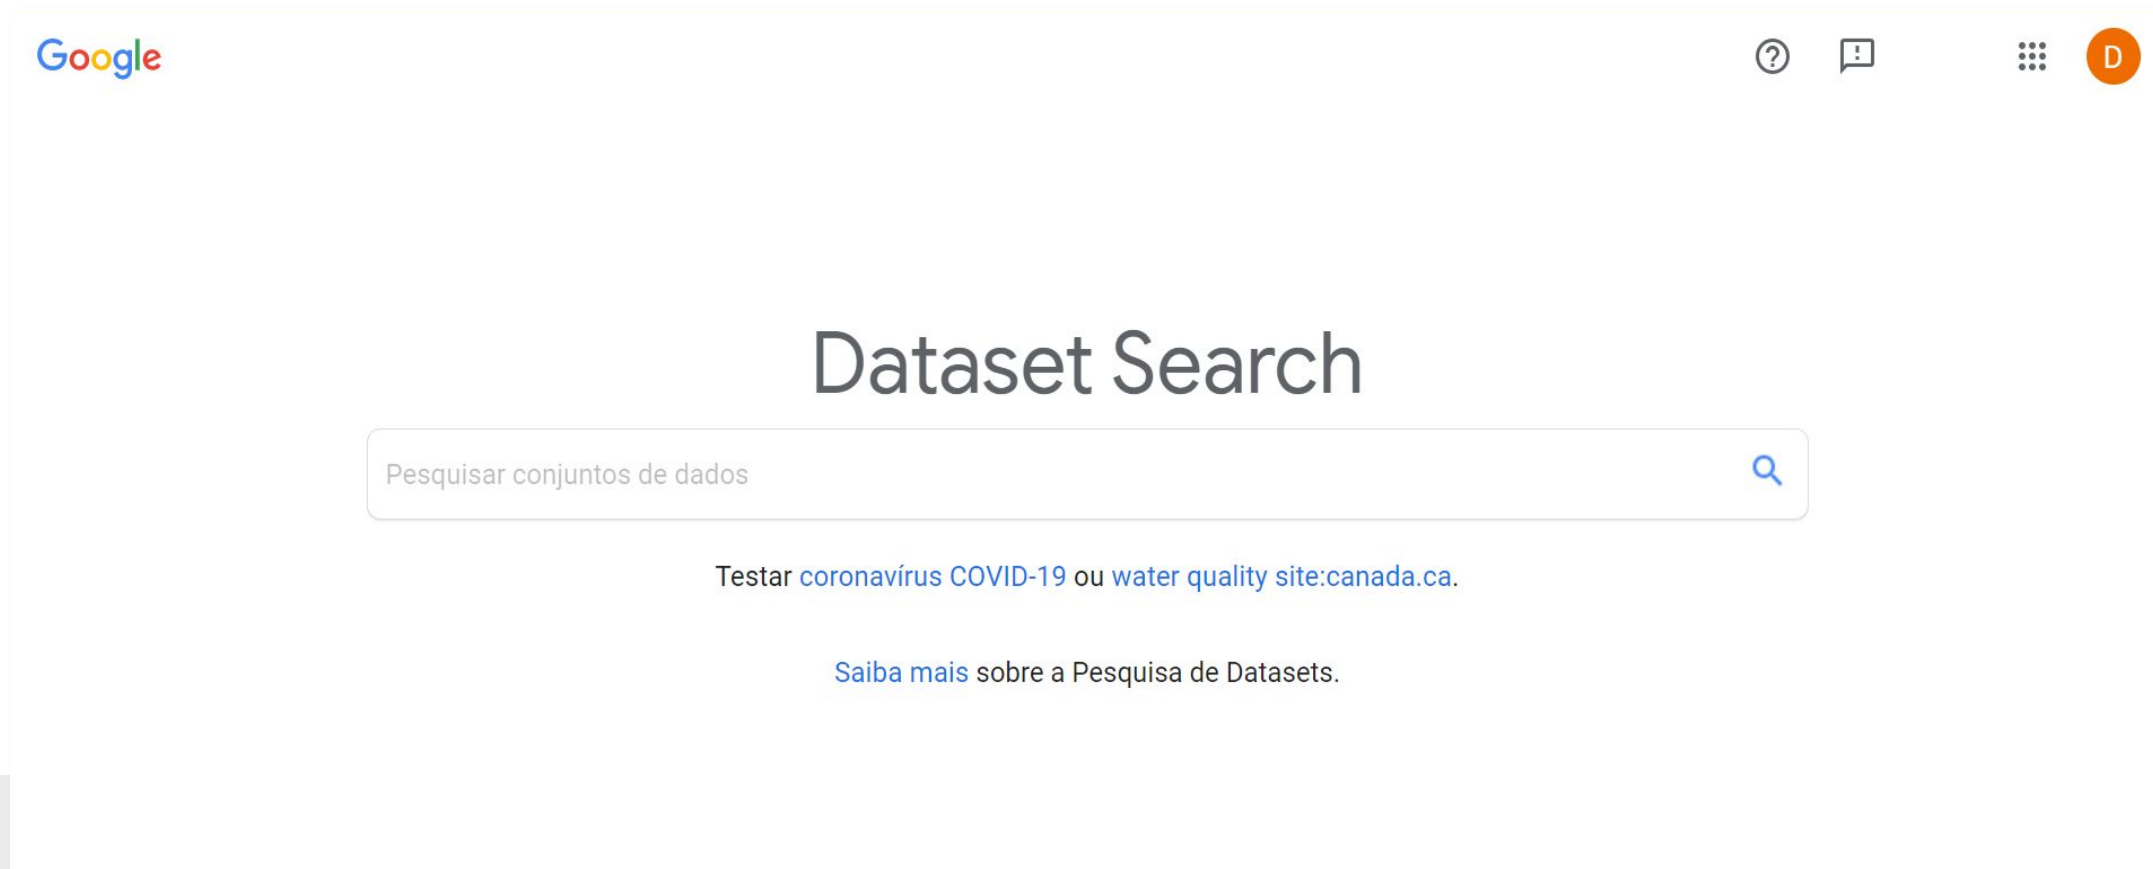 Google
D
Dataset Search
Pesquisar conjuntos de dados
Testar coronavírus COVID-19 ou water quality site:canada.ca.
Saiba mais sobre a Pesquisa de Datasets.